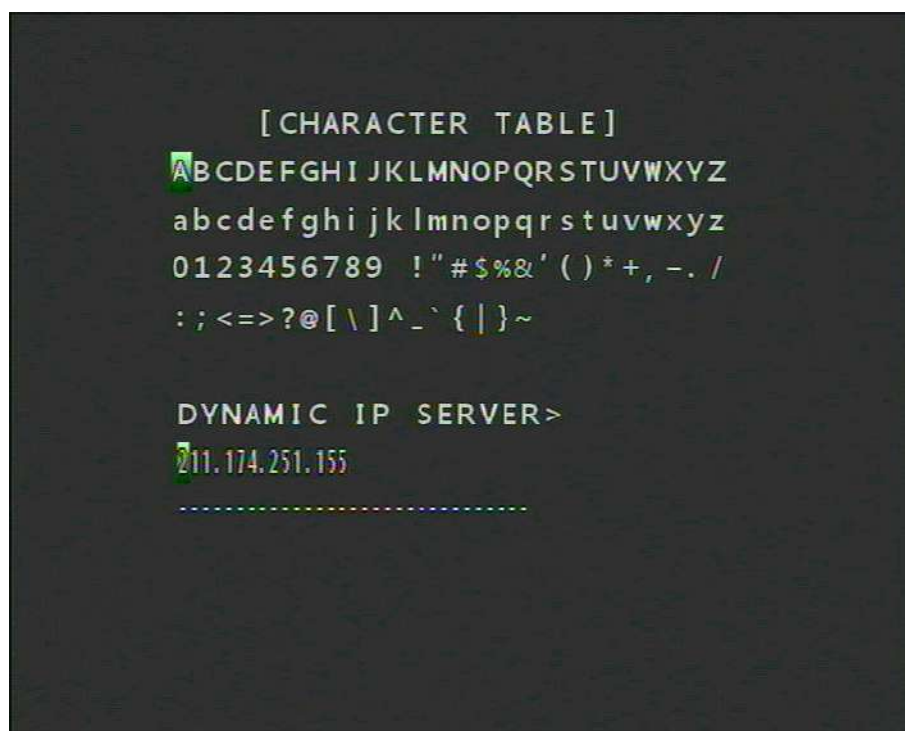 [CHARACTER TABLE]
ABCDEFGHIJKLMNOPQRSTUVWXYZ
abcdefghijklmnopqrstuvwxyz
0123456789 !"#$%&'()*+,-./
:;<=>?@[\]^_`{|}~
DYNAMIC IP SERVER>
211.174.251.155